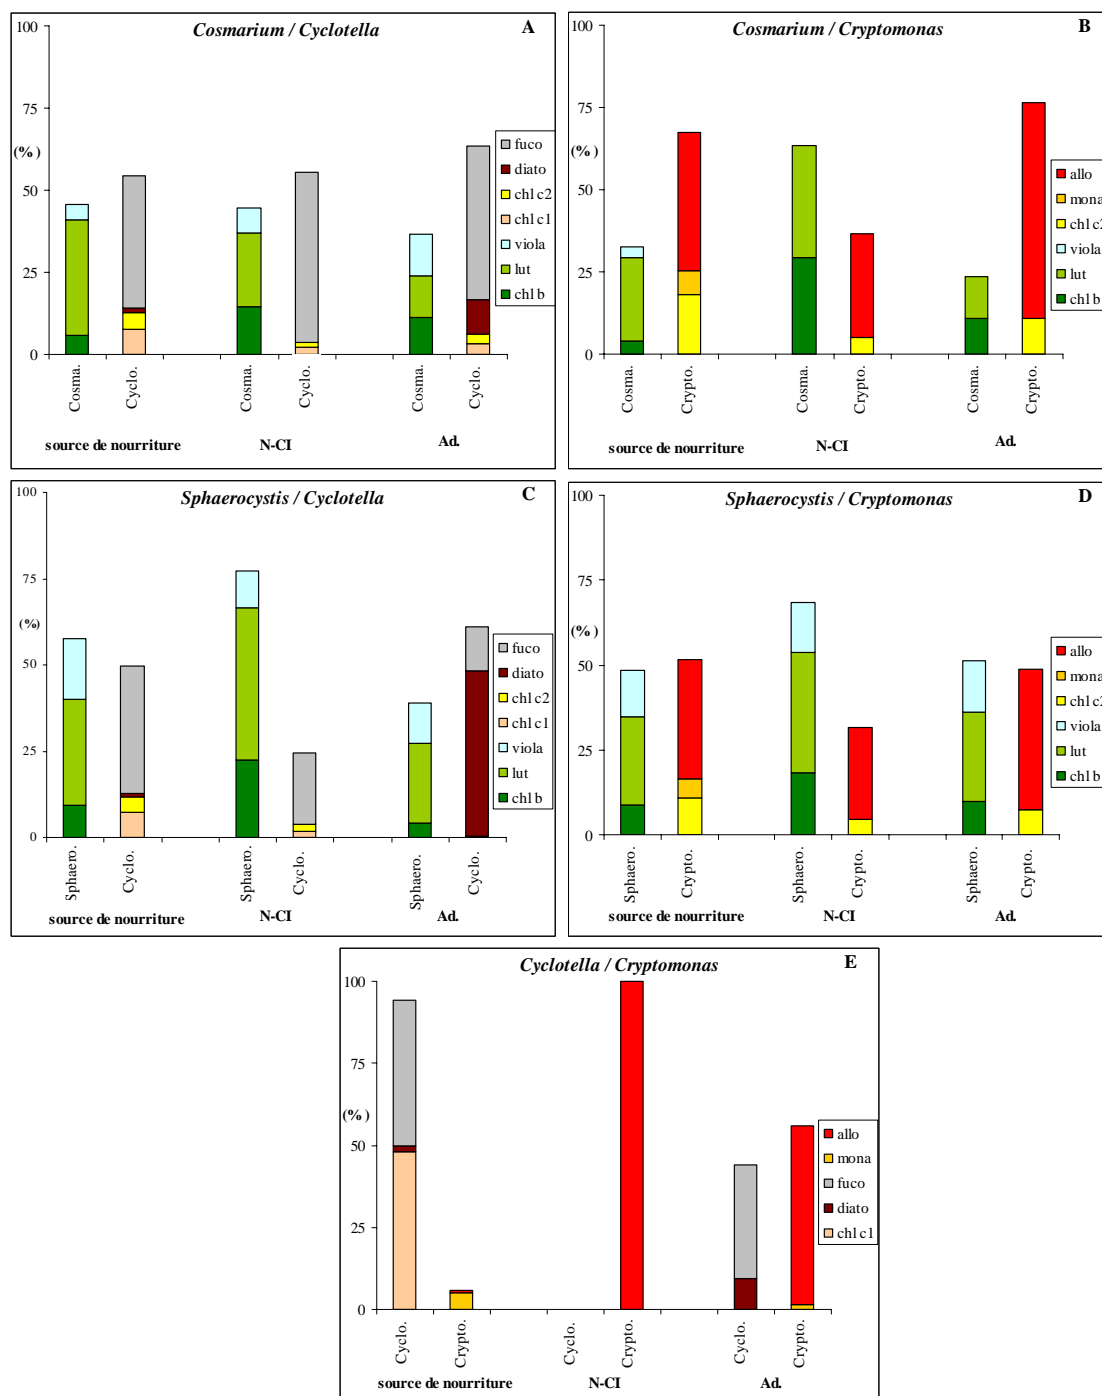 Cosmarium / Cyclotella
A
100
75
(%)
50
25
0
fuco
diato
chl c2
chl c1
viola
lut
chl b
Cosma.
Cyclo.
Cosma.
Cyclo.
Cosma.
Cyclo.
source de nourriture
N-CI
Ad.
Cosmarium / Cryptomonas
B
100
75
(%)
50
25
0
allo
mona
chl c2
viola
lut
chl b
Cosma.
Crypto.
Cosma.
Crypto.
Cosma.
Crypto.
source de nourriture
N-CI
Ad.
Sphaerocystis / Cyclotella
C
100
75
(%)
50
25
0
fuco
diato
chl c2
chl c1
viola
lut
chl b
Sphaero.
Cyclo.
Sphaero.
Cyclo.
Sphaero.
Cyclo.
source de nourriture
N-CI
Ad.
Sphaerocystis / Cryptomonas
D
100
75
(%)
50
25
0
allo
mona
chl c2
viola
lut
chl b
Sphaero.
Crypto.
Sphaero.
Crypto.
Sphaero.
Crypto.
source de nourriture
N-CI
Ad.
Cyclotella / Cryptomonas
E
100
75
(%)
50
25
0
allo
mona
fuco
diato
chl c1
Cyclo.
Crypto.
Cyclo.
Crypto.
Cyclo.
Crypto.
source de nourriture
N-CI
Ad.